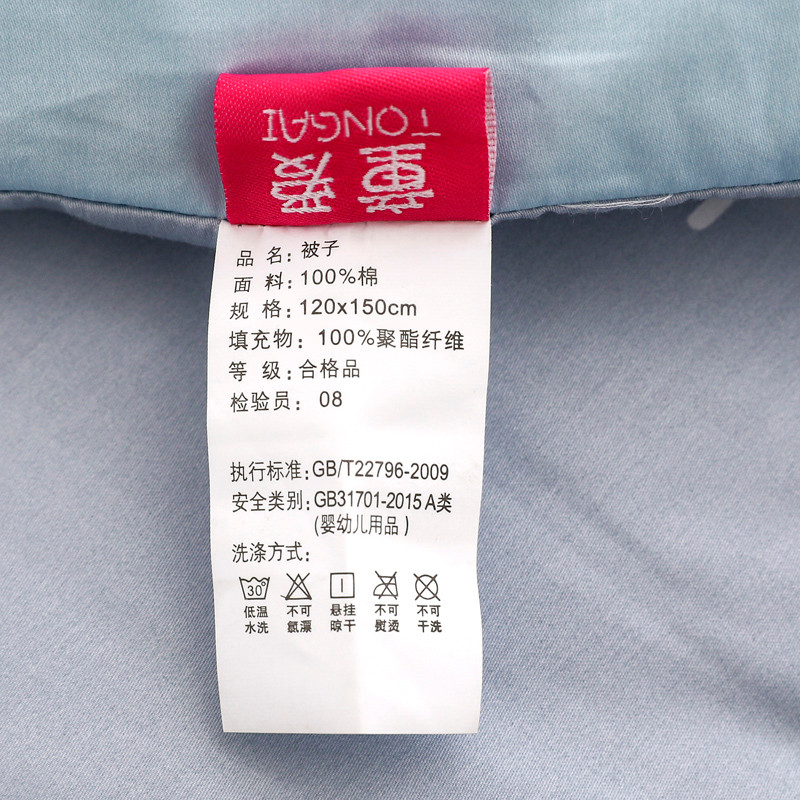 TONGAI
童爱
品 名：被子
面 料：100%棉
规 格：120x150cm
填充物：100%聚酯纤维
等 级：合格品
检验员：08
执行标准：GB/T22796-2009
安全类别：GB31701-2015 A类
(婴幼儿用品)
洗涤方式：
30°
低温 不可 悬挂 不可 不可
水洗 氯漂 晾干 熨烫 干洗